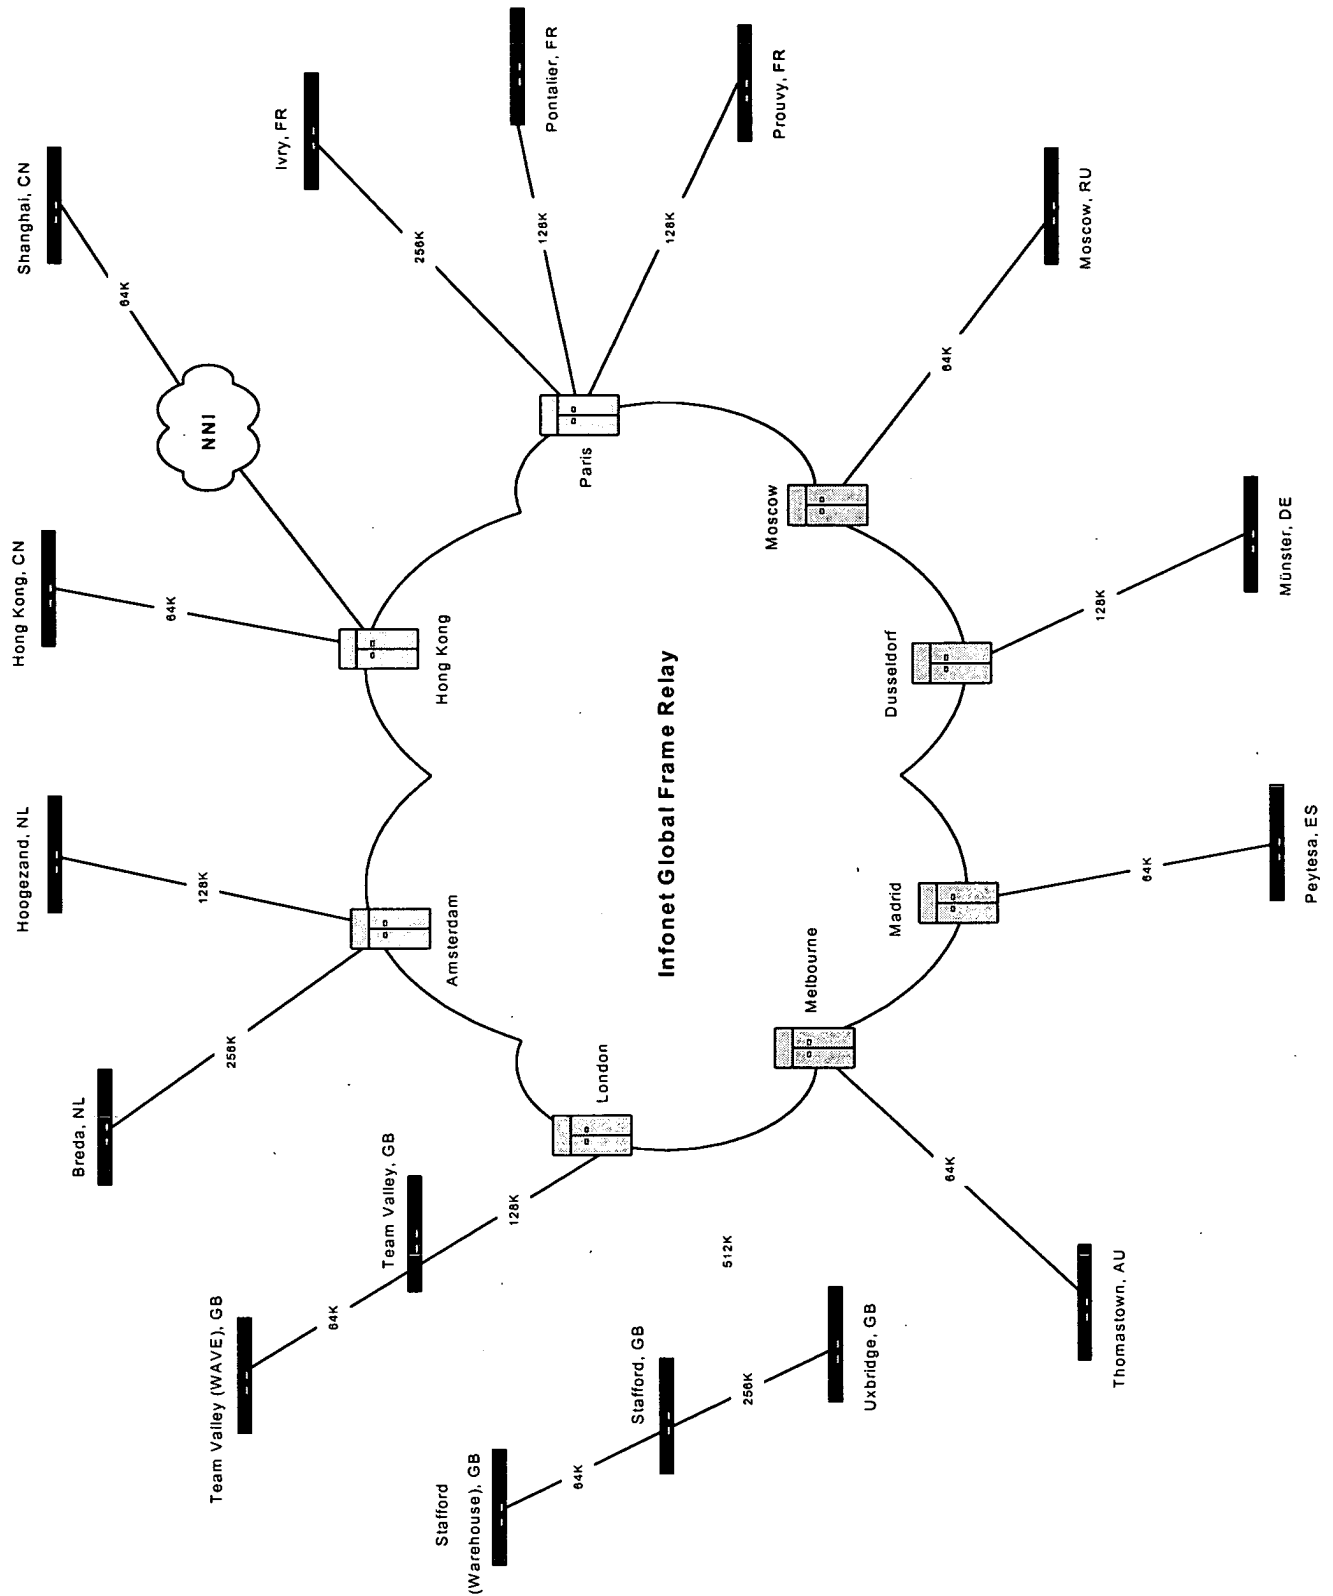 Team Valley (WAVE), GB
64K
Team Valley, GB
128K
Stafford
(Warehouse), GB
64K
Stafford, GB
256K
Uxbridge, GB
512K
Breda, NL
256K
Hoogezand, NL
128K
Hong Kong, CN
64K
Shanghai, CN
64K
NNI
Ivry, FR
256K
Pontalier, FR
128K
Prouvy, FR
128K
Moscow, RU
64K
Münster, DE
128K
Peytesa, ES
64K
Thomastown, AU
64K
London
Amsterdam
Hong Kong
Paris
Infonet Global Frame Relay
Melbourne
Madrid
Dusseldorf
Moscow